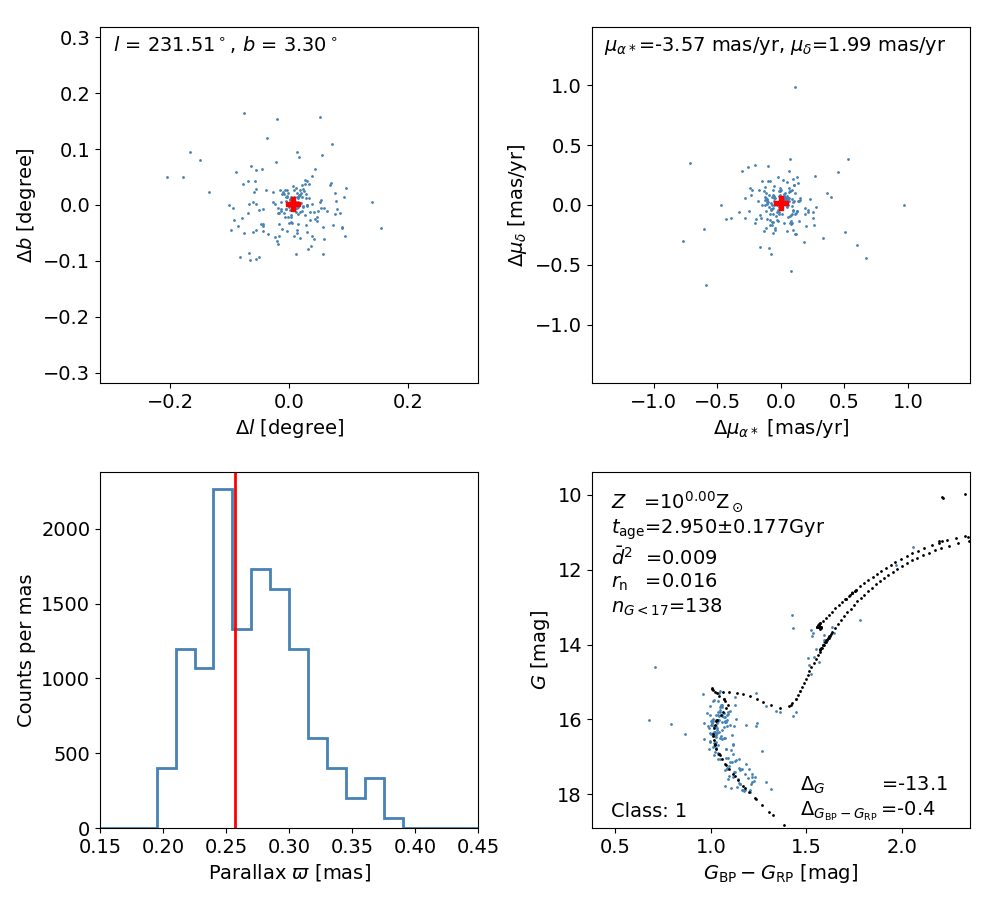 l = 231.51°, b = 3.30°
0.3
0.2
0.1
0.0
−0.1
−0.2
−0.3
Δb [degree]
−0.2
0.0
0.2
Δl [degree]
μα∗=-3.57 mas/yr, μδ=1.99 mas/yr
1.0
0.5
0.0
−0.5
−1.0
Δμδ [mas/yr]
−1.0
−0.5
0.0
0.5
1.0
Δμα∗ [mas/yr]
2000
1500
1000
500
0
Counts per mas
0.15
0.20
0.25
0.30
0.35
0.40
0.45
Parallax ϖ [mas]
Z =10^0.00 Z⊙
t_age=2.950±0.177Gyr
d̄² =0.009
r_n =0.016
n_G<17=138
Class: 1
Δ_G =-13.1
Δ_GBP−GRP =-0.4
10
12
14
16
18
G [mag]
0.5
1.0
1.5
2.0
G_BP − G_RP [mag]